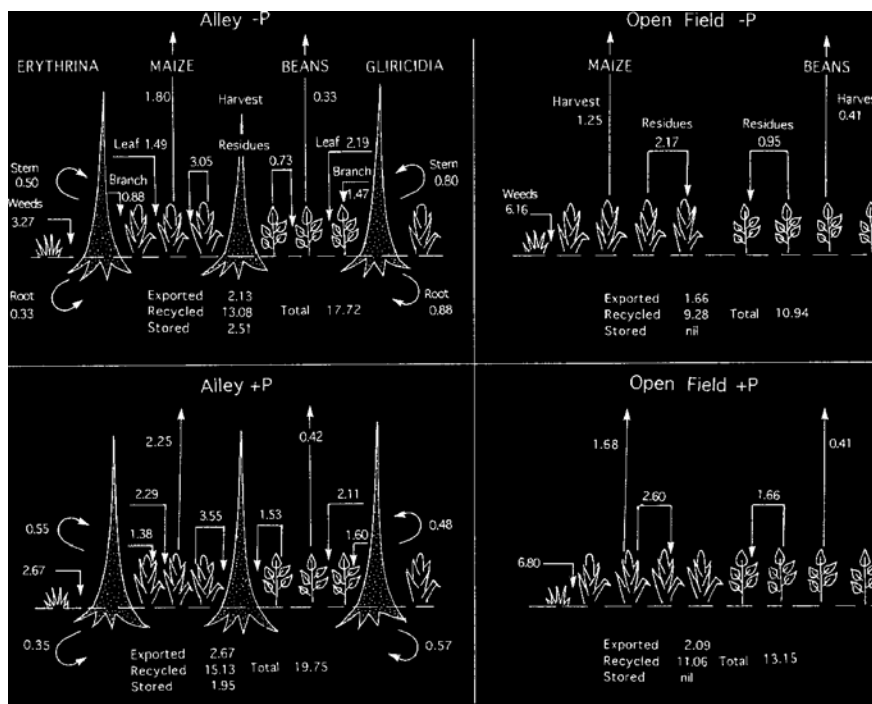 Alley -P
ERYTHRINA MAIZE BEANS GLIRICIDIA
1.80 Harvest 0.33
Leaf 1.49 Residues Leaf 2.19
3.05 0.73
Stem 0.50
Branch 0.88
Branch 1.47
Stem 0.80
Weeds 3.27
Root 0.33
Root 0.88
Exported 2.13
Recycled 13.08 Total 17.72
Stored 2.51
Open Field -P
MAIZE BEANS
Harvest 1.25
Residues 2.17
Residues 0.95
Harve
0.41
Weeds 6.16
Exported 1.66
Recycled 9.28 Total 10.94
Stored nil
Alley +P
2.25 0.42
2.29 2.11
1.38 3.55 1.53 1.60
0.55 0.48
2.67
0.35 0.57
Exported 2.67
Recycled 15.13 Total 19.75
Stored 1.95
Open Field +P
1.68 0.41
2.60 1.66
6.80
Exported 2.09
Recycled 11.06 Total 13.15
Stored nil